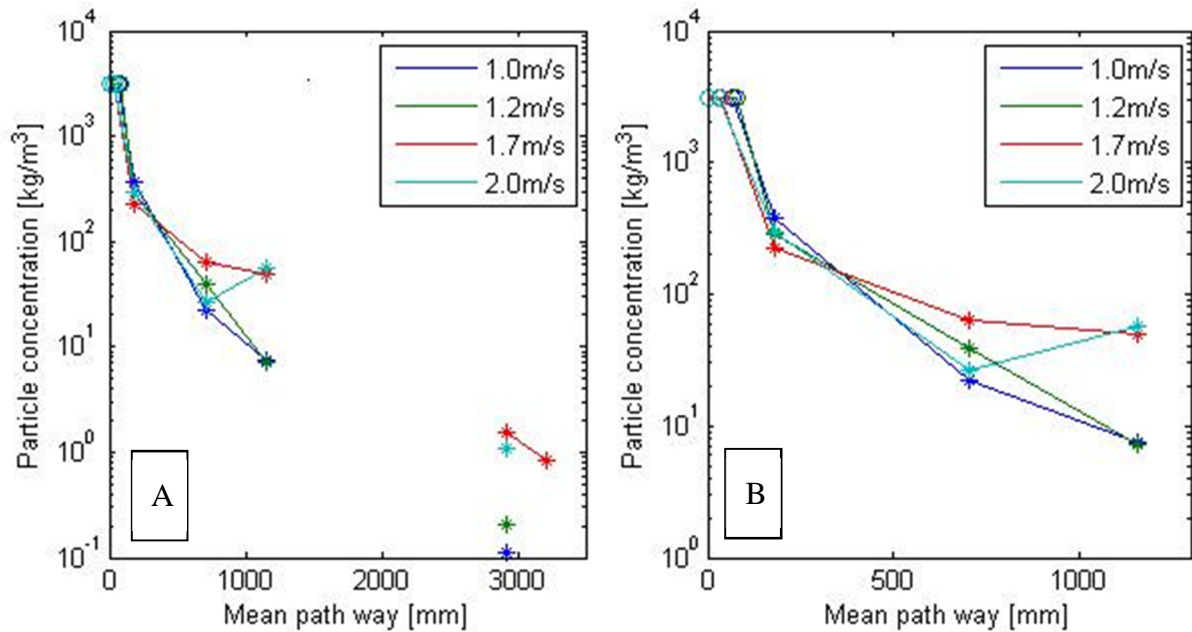 10^4
10^3
10^2
10^1
10^0
10^-1
Particle concentration [kg/m^3]
1.0m/s
1.2m/s
1.7m/s
2.0m/s
A
0 1000 2000 3000
Mean path way [mm]
10^4
10^3
10^2
10^1
10^0
Particle concentration [kg/m^3]
1.0m/s
1.2m/s
1.7m/s
2.0m/s
B
0 500 1000
Mean path way [mm]